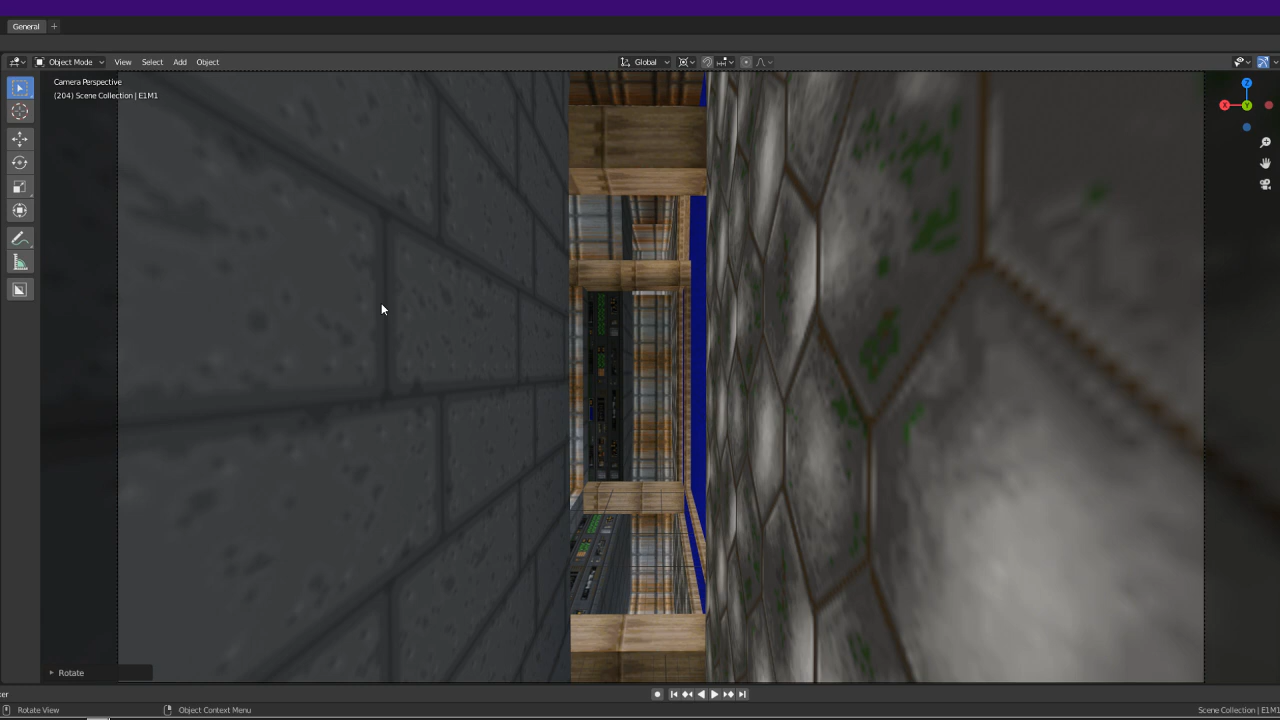 General +
Object Mode View Select Add Object Global
Camera Perspective
(204) Scene Collection | E1M1
Z
X Y
Rotate
ker
Rotate View Object Context Menu Scene Collection | E1M1